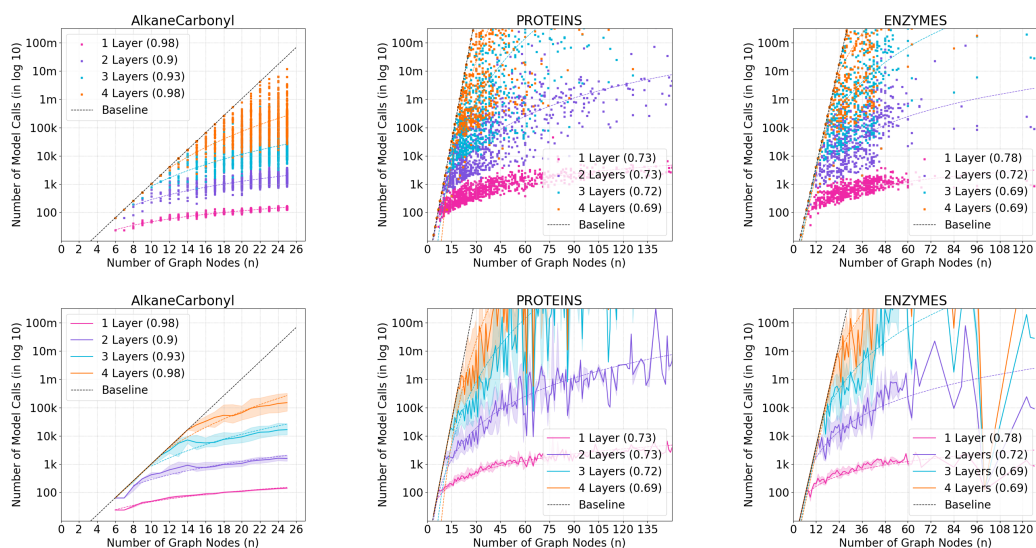 AlkaneCarbonyl
Number of Model Calls (in log 10)
100m
10m
1m
100k
10k
1k
100
1 Layer (0.98)
2 Layers (0.9)
3 Layers (0.93)
4 Layers (0.98)
Baseline
0 2 4 6 8 10 12 14 16 18 20 22 24 26
Number of Graph Nodes (n)
PROTEINS
Number of Model Calls (in log 10)
100m
10m
1m
100k
10k
1k
100
1 Layer (0.73)
2 Layers (0.73)
3 Layers (0.72)
4 Layers (0.69)
Baseline
0 15 30 45 60 75 90 105 120 135
Number of Graph Nodes (n)
ENZYMES
Number of Model Calls (in log 10)
100m
10m
1m
100k
10k
1k
100
1 Layer (0.78)
2 Layers (0.72)
3 Layers (0.69)
4 Layers (0.69)
Baseline
0 12 24 36 48 60 72 84 96 108 120
Number of Graph Nodes (n)
AlkaneCarbonyl
Number of Model Calls (in log 10)
100m
10m
1m
100k
10k
1k
100
1 Layer (0.98)
2 Layers (0.9)
3 Layers (0.93)
4 Layers (0.98)
Baseline
0 2 4 6 8 10 12 14 16 18 20 22 24 26
Number of Graph Nodes (n)
PROTEINS
Number of Model Calls (in log 10)
100m
10m
1m
100k
10k
1k
100
1 Layer (0.73)
2 Layers (0.73)
3 Layers (0.72)
4 Layers (0.69)
Baseline
0 15 30 45 60 75 90 105 120 135
Number of Graph Nodes (n)
ENZYMES
Number of Model Calls (in log 10)
100m
10m
1m
100k
10k
1k
100
1 Layer (0.78)
2 Layers (0.72)
3 Layers (0.69)
4 Layers (0.69)
Baseline
0 12 24 36 48 60 72 84 96 108 120
Number of Graph Nodes (n)